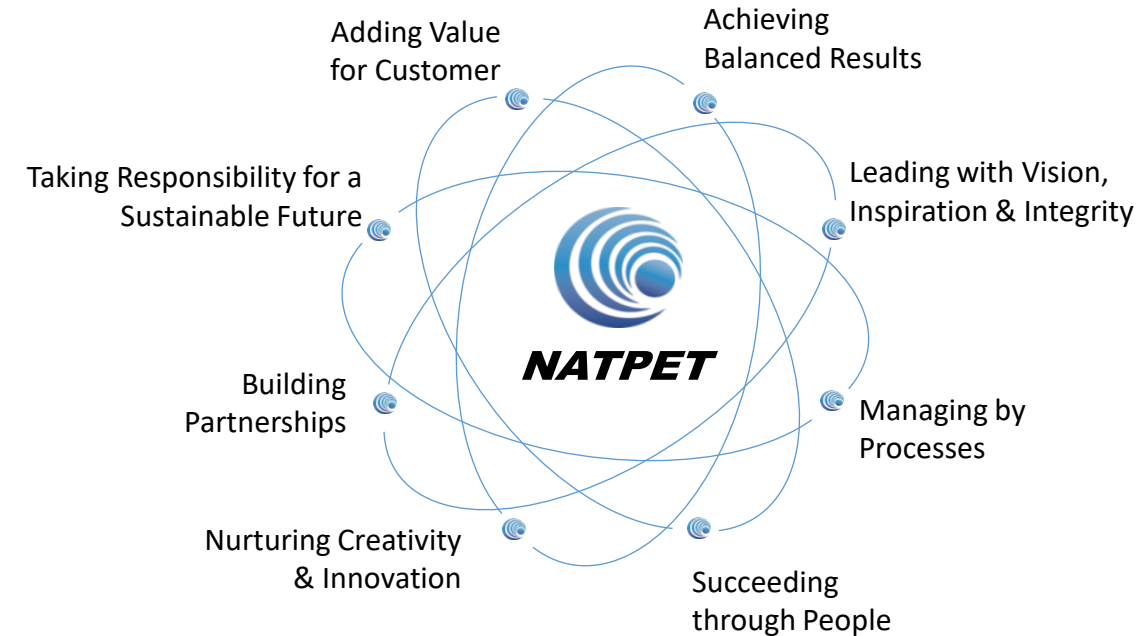 Adding Value
for Customer
Achieving
Balanced Results
Taking Responsibility for a
Sustainable Future
Leading with Vision,
Inspiration & Integrity
NATPET
Building
Partnerships
Managing by
Processes
Nurturing Creativity
& Innovation
Succeeding
through People